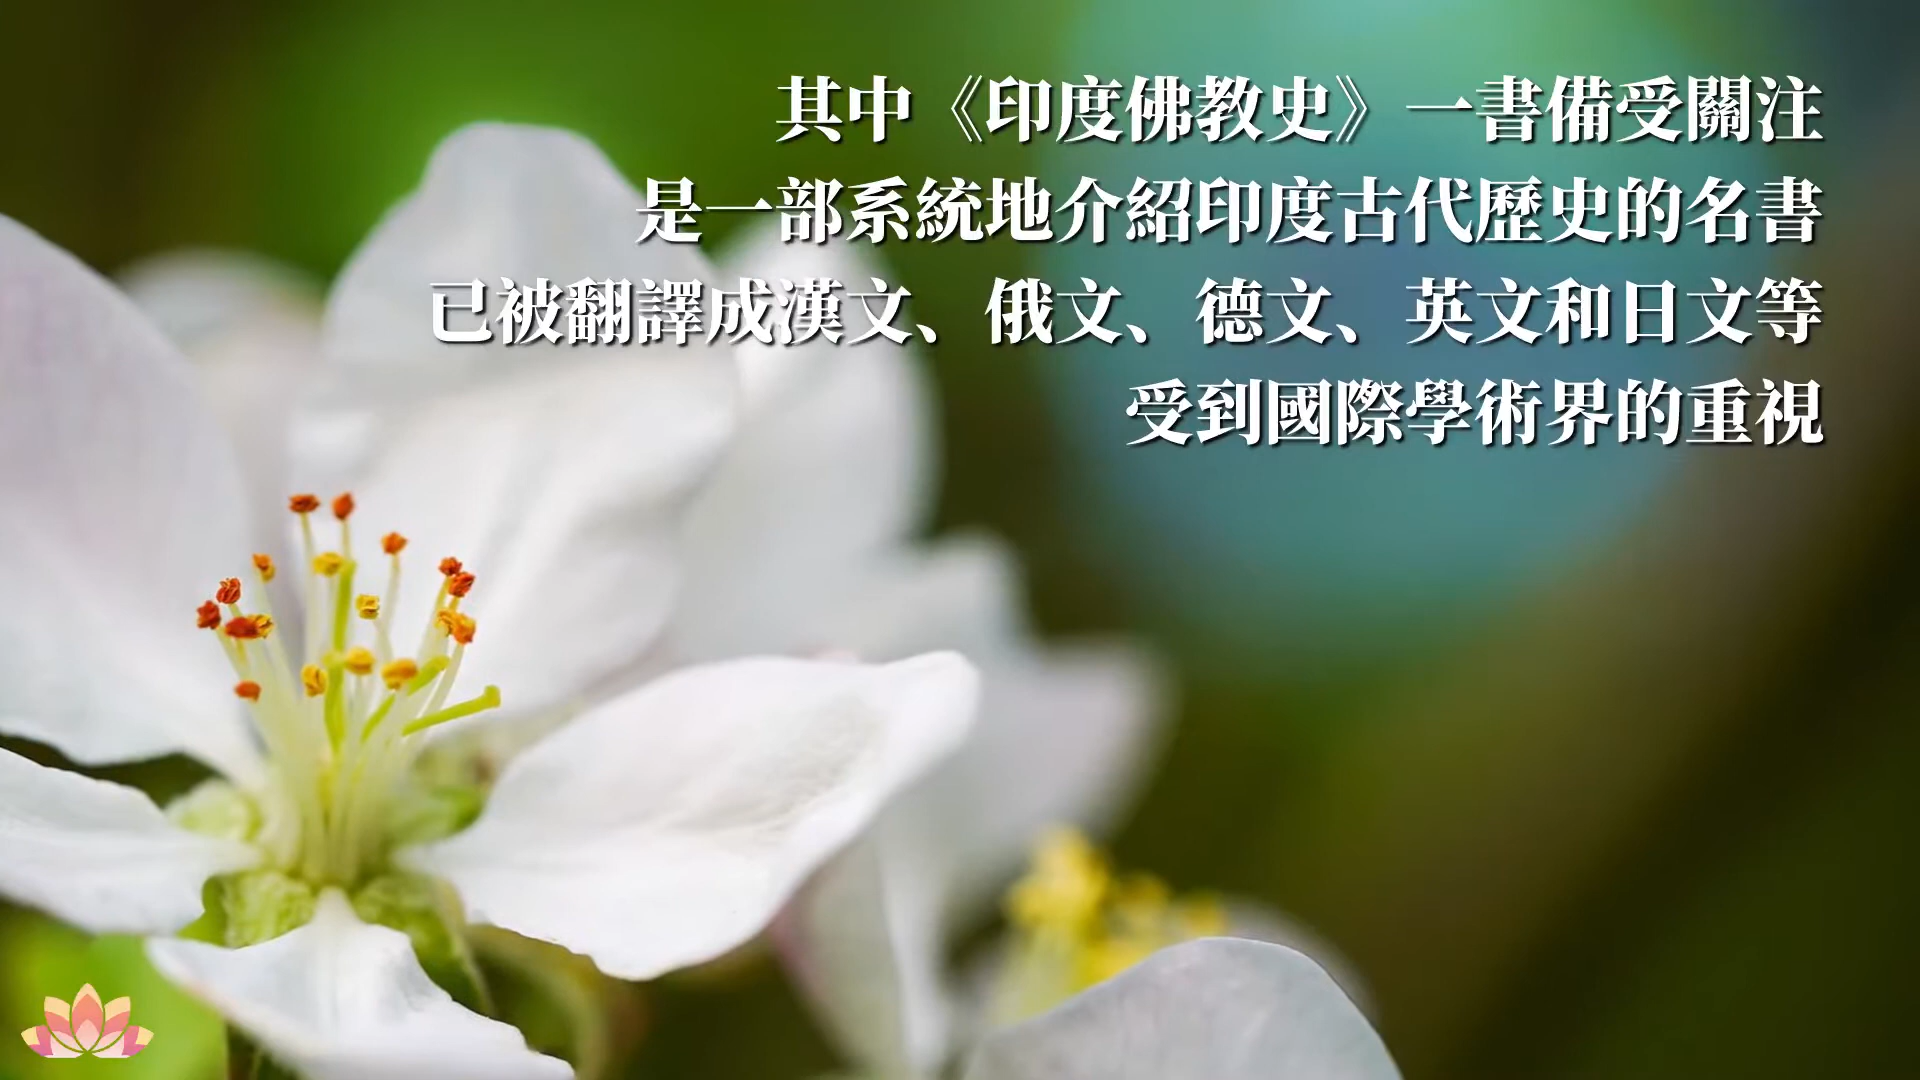 其中《印度佛教史》一書備受關注
是一部系統地介紹印度古代歷史的名書
已被翻譯成漢文、俄文、德文、英文和日文等
受到國際學術界的重視